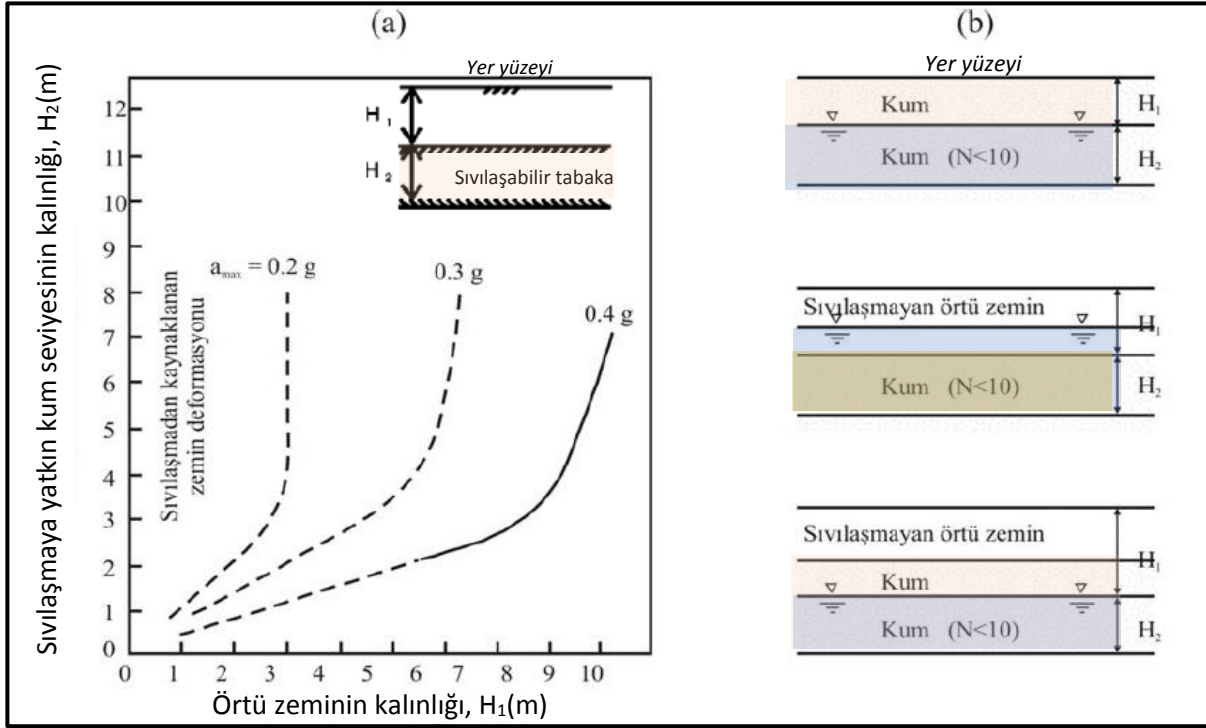 (a)
Yer yüzeyi
H₁
H₂
Sıvılaşabilir tabaka
Sıvılaşmaya yatkın kum seviyesinin kalınlığı, H₂(m)
12
11
10
9
8
7
6
5
4
3
2
1
0
Sıvılaşmadan kaynaklanan
zemin deformasyonu
aₘₐₓ = 0.2 g
0.3 g
0.4 g
0 1 2 3 4 5 6 7 8 9 10
Örtü zeminin kalınlığı, H₁(m)
(b)
Yer yüzeyi
Kum
H₁
Kum (N<10)
H₂
Sıvılaşmayan örtü zemin
H₁
Kum (N<10)
H₂
Sıvılaşmayan örtü zemin
H₁
Kum
Kum (N<10)
H₂